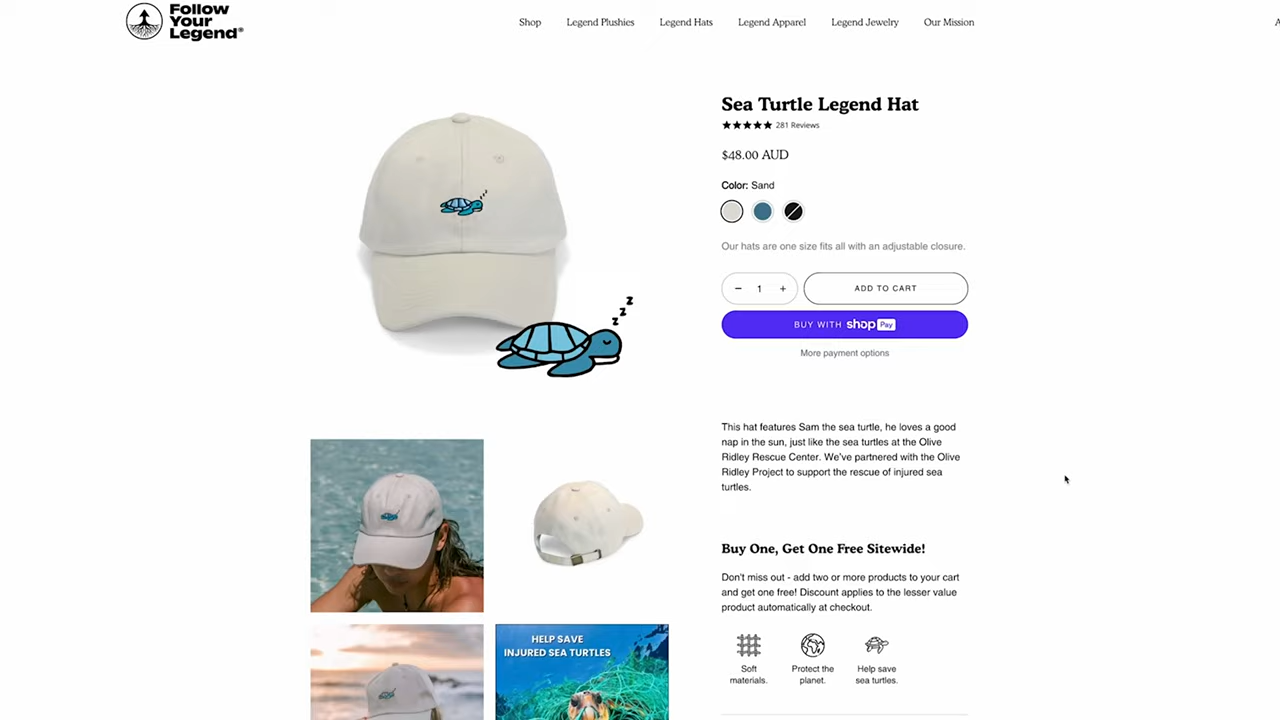 Follow
Your
Legend®
Shop
Legend Plushies
Legend Hats
Legend Apparel
Legend Jewelry
Our Mission
A
Sea Turtle Legend Hat
281 Reviews
$48.00 AUD
Color: Sand
Our hats are one size fits all with an adjustable closure.
− 1 +
ADD TO CART
BUY WITH shop Pay
More payment options
z z z
z z z
This hat features Sam the sea turtle, he loves a good
nap in the sun, just like the sea turtles at the Olive
Ridley Rescue Center. We've partnered with the Olive
Ridley Project to support the rescue of injured sea
turtles.
Buy One, Get One Free Sitewide!
Don't miss out - add two or more products to your cart
and get one free! Discount applies to the lesser value
product automatically at checkout.
Soft
materials.
Protect the
planet.
Help save
sea turtles.
HELP SAVE
INJURED SEA TURTLES